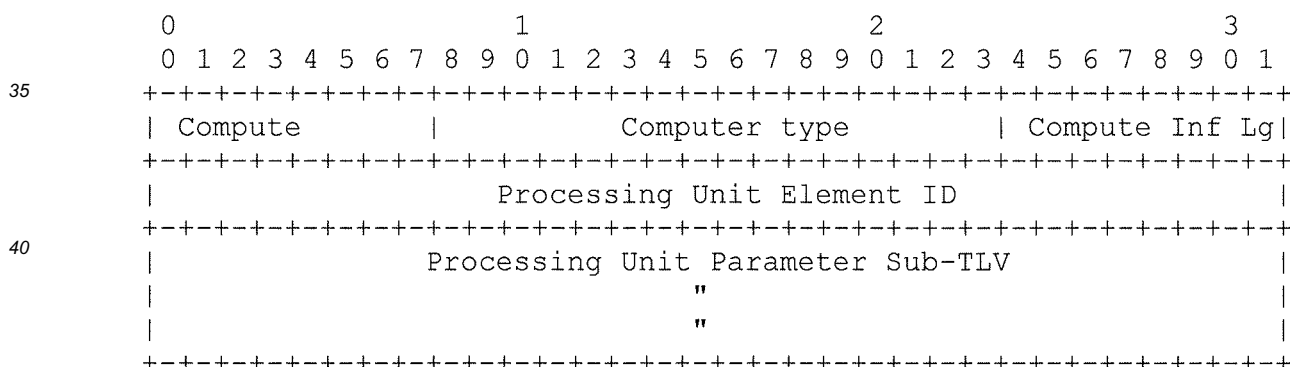 0                   1                   2                   3
0 1 2 3 4 5 6 7 8 9 0 1 2 3 4 5 6 7 8 9 0 1 2 3 4 5 6 7 8 9 0 1
35 +-+-+-+-+-+-+-+-+-+-+-+-+-+-+-+-+-+-+-+-+-+-+-+-+-+-+-+-+-+-+-+-+
| Compute | Computer type | Compute Inf Lg|
+-+-+-+-+-+-+-+-+-+-+-+-+-+-+-+-+-+-+-+-+-+-+-+-+-+-+-+-+-+-+-+-+
| Processing Unit Element ID |
40 +-+-+-+-+-+-+-+-+-+-+-+-+-+-+-+-+-+-+-+-+-+-+-+-+-+-+-+-+-+-+-+-+
| Processing Unit Parameter Sub-TLV |
| " |
| " |
+-+-+-+-+-+-+-+-+-+-+-+-+-+-+-+-+-+-+-+-+-+-+-+-+-+-+-+-+-+-+-+-+